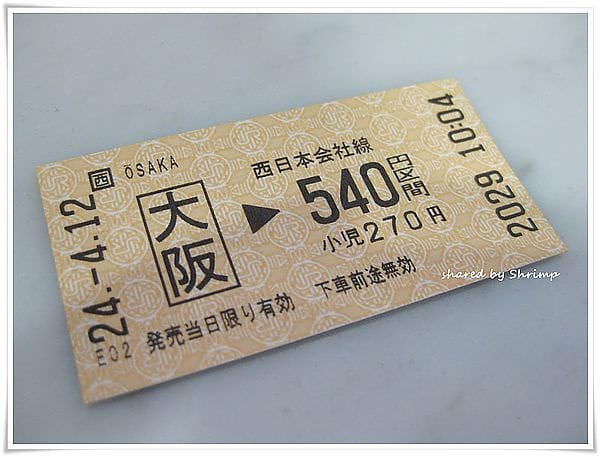 24.-4.12
西
ŌSAKA
大阪
▶
西日本会社線
540円区間
小児270円
2029 10:04
E02 発売当日限り有効 下車前途無効
shared by Shrimp